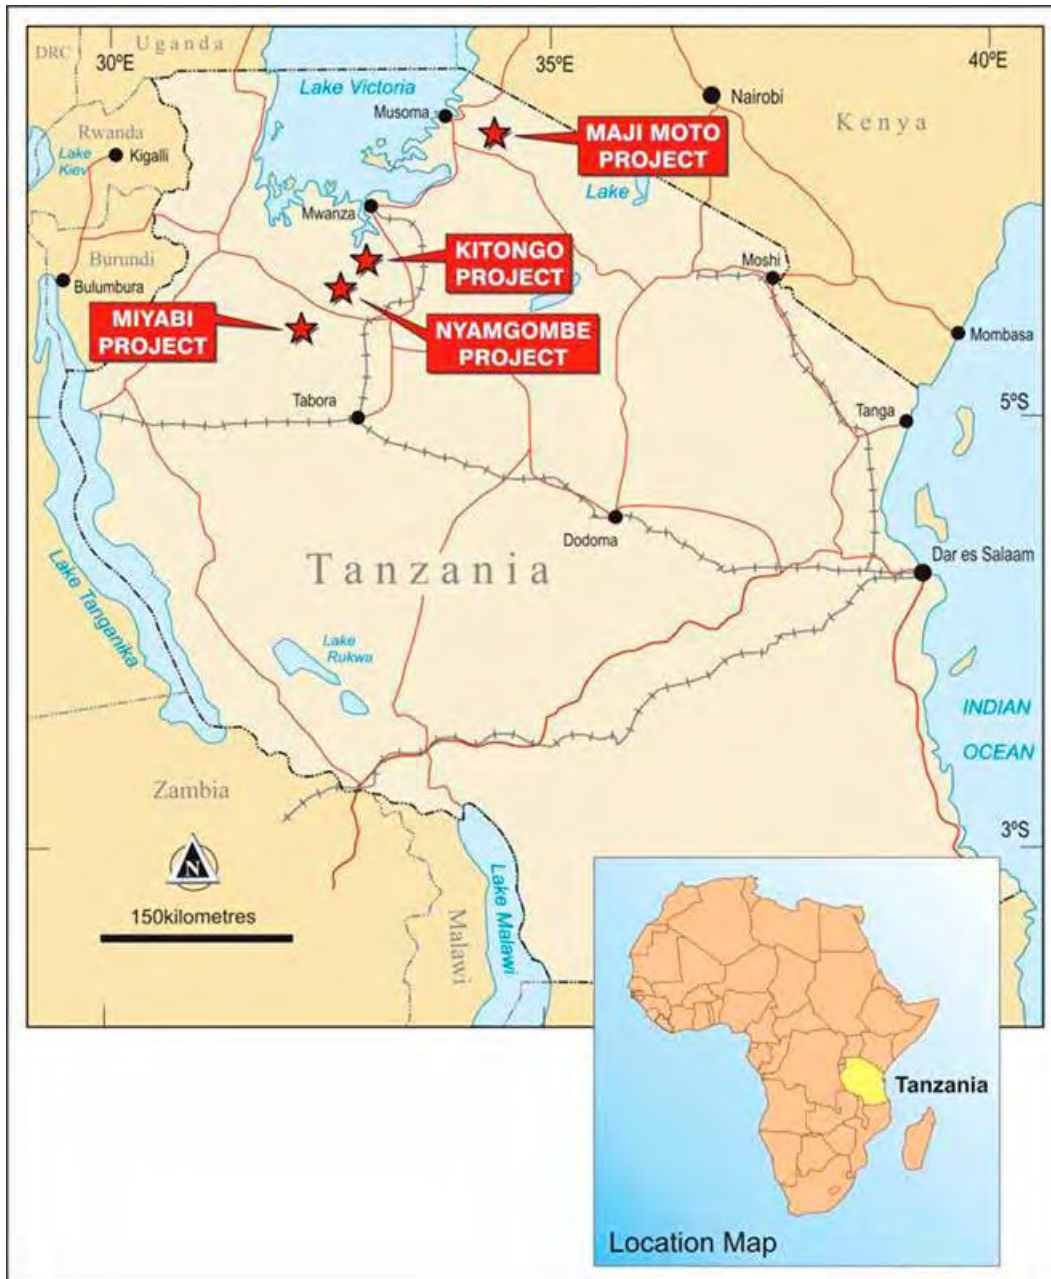 DRC
Uganda
30ºE
35ºE
40ºE
Lake Victoria
Musoma
Nairobi
Kenya
MAJI MOTO
PROJECT
Rwanda
Lake
Kiev
Kigalli
Lake
Mwanza
KITONGO
PROJECT
Moshi
Burundi
Bulumbura
MIYABI
PROJECT
NYAMGOMBE
PROJECT
Mombasa
Tabora
Tanga
5ºS
Dodoma
Dar es Salaam
Tanzania
Lake Tanganika
Lake
Rukwa
INDIAN
OCEAN
Zambia
3ºS
N
150kilometres
Malawi
Lake Malawi
Tanzania
Location Map